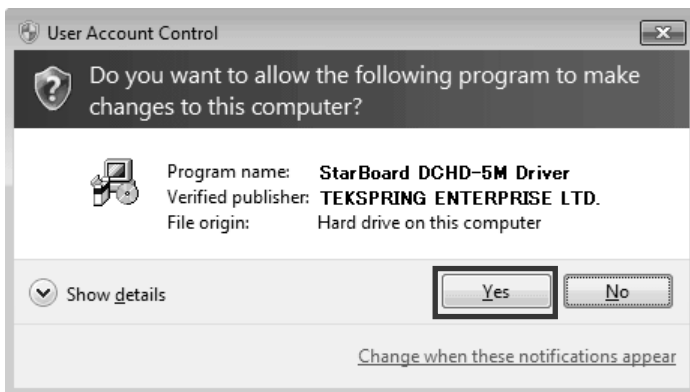 User Account Control
Do you want to allow the following program to make
changes to this computer?
Program name: StarBoard DCHD-5M Driver
Verified publisher: TEKSPRING ENTERPRISE LTD.
File origin: Hard drive on this computer
Show details
Yes
No
Change when these notifications appear